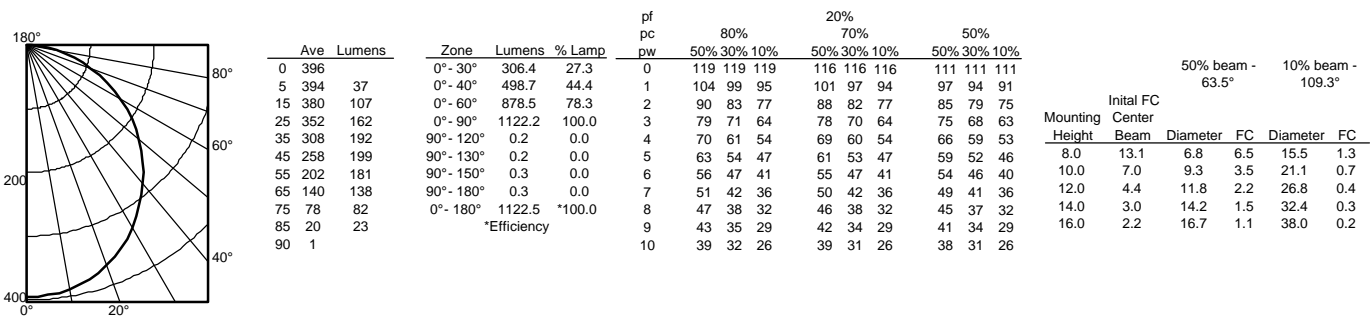 180°
80°
60°
40°
20°
0°
200
400
Ave Lumens
0 396
5 394 37
15 380 107
25 352 162
35 308 192
45 258 199
55 202 181
65 140 138
75 78 82
85 20 23
90 1
Zone Lumens % Lamp
0°- 30° 306.4 27.3
0°- 40° 498.7 44.4
0°- 60° 878.5 78.3
0°- 90° 1122.2 100.0
90°- 120° 0.2 0.0
90°- 130° 0.2 0.0
90°- 150° 0.3 0.0
90°- 180° 0.3 0.0
0°- 180° 1122.5 *100.0
*Efficiency
pf 20%
pc 80% 70% 50%
pw 50% 30% 10% 50% 30% 10% 50% 30% 10%
0 119 119 119 116 116 116 111 111 111
1 104 99 95 101 97 94 97 94 91
2 90 83 77 88 82 77 85 79 75
3 79 71 64 78 70 64 75 68 63
4 70 61 54 69 60 54 66 59 53
5 63 54 47 61 53 47 59 52 46
6 56 47 41 55 47 41 54 46 40
7 51 42 36 50 42 36 49 41 36
8 47 38 32 46 38 32 45 37 32
9 43 35 29 42 34 29 41 34 29
10 39 32 26 39 31 26 38 31 26
50% beam - 10% beam -
63.5° 109.3°
Inital FC
Mounting Center
Height Beam Diameter FC Diameter FC
8.0 13.1 6.8 6.5 15.5 1.3
10.0 7.0 9.3 3.5 21.1 0.7
12.0 4.4 11.8 2.2 26.8 0.4
14.0 3.0 14.2 1.5 32.4 0.3
16.0 2.2 16.7 1.1 38.0 0.2